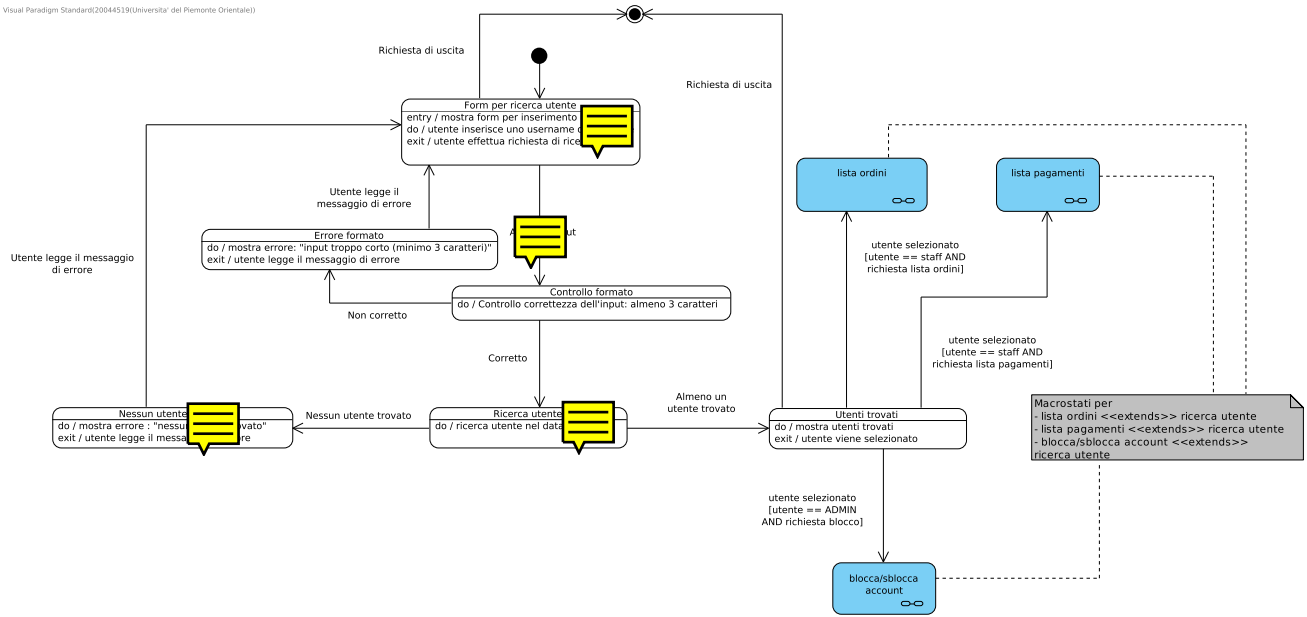 Visual Paradigm Standard(20044519(Universita' del Piemonte Orientale))
Richiesta di uscita
Richiesta di uscita
Form per ricerca utente
entry / mostra form per inserimento
do / utente inserisce uno username
exit / utente effettua richiesta di
lista ordini
lista pagamenti
Utente legge il
messaggio di errore
Errore formato
do / mostra errore: "input troppo corto (minimo 3 caratteri)"
exit / utente legge il messaggio di errore
utente selezionato
[utente == staff AND
richiesta lista ordini]
Utente legge il messaggio
di errore
Controllo formato
do / Controllo correttezza dell'input: almeno 3 caratteri
Non corretto
utente selezionato
[utente == staff AND
richiesta lista pagamenti]
Corretto
Almeno un
utente trovato
Nessun utente
do / mostra errore :
exit / utente legge il
Nessun utente trovato
Ricerca utente
do / ricerca utente nel
Utenti trovati
do / mostra utenti trovati
exit / utente viene selezionato
Macrostati per
- lista ordini <<extends>> ricerca utente
- lista pagamenti <<extends>> ricerca utente
- blocca/sblocca account <<extends>>
ricerca utente
utente selezionato
[utente == ADMIN
AND richiesta blocco]
blocca/sblocca
account